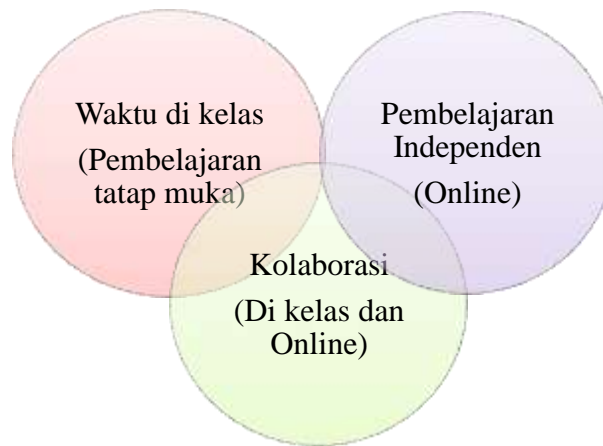 Waktu di kelas
(Pembelajaran
tatap muka)
Pembelajaran
Independen
(Online)
Kolaborasi
(Di kelas dan
Online)